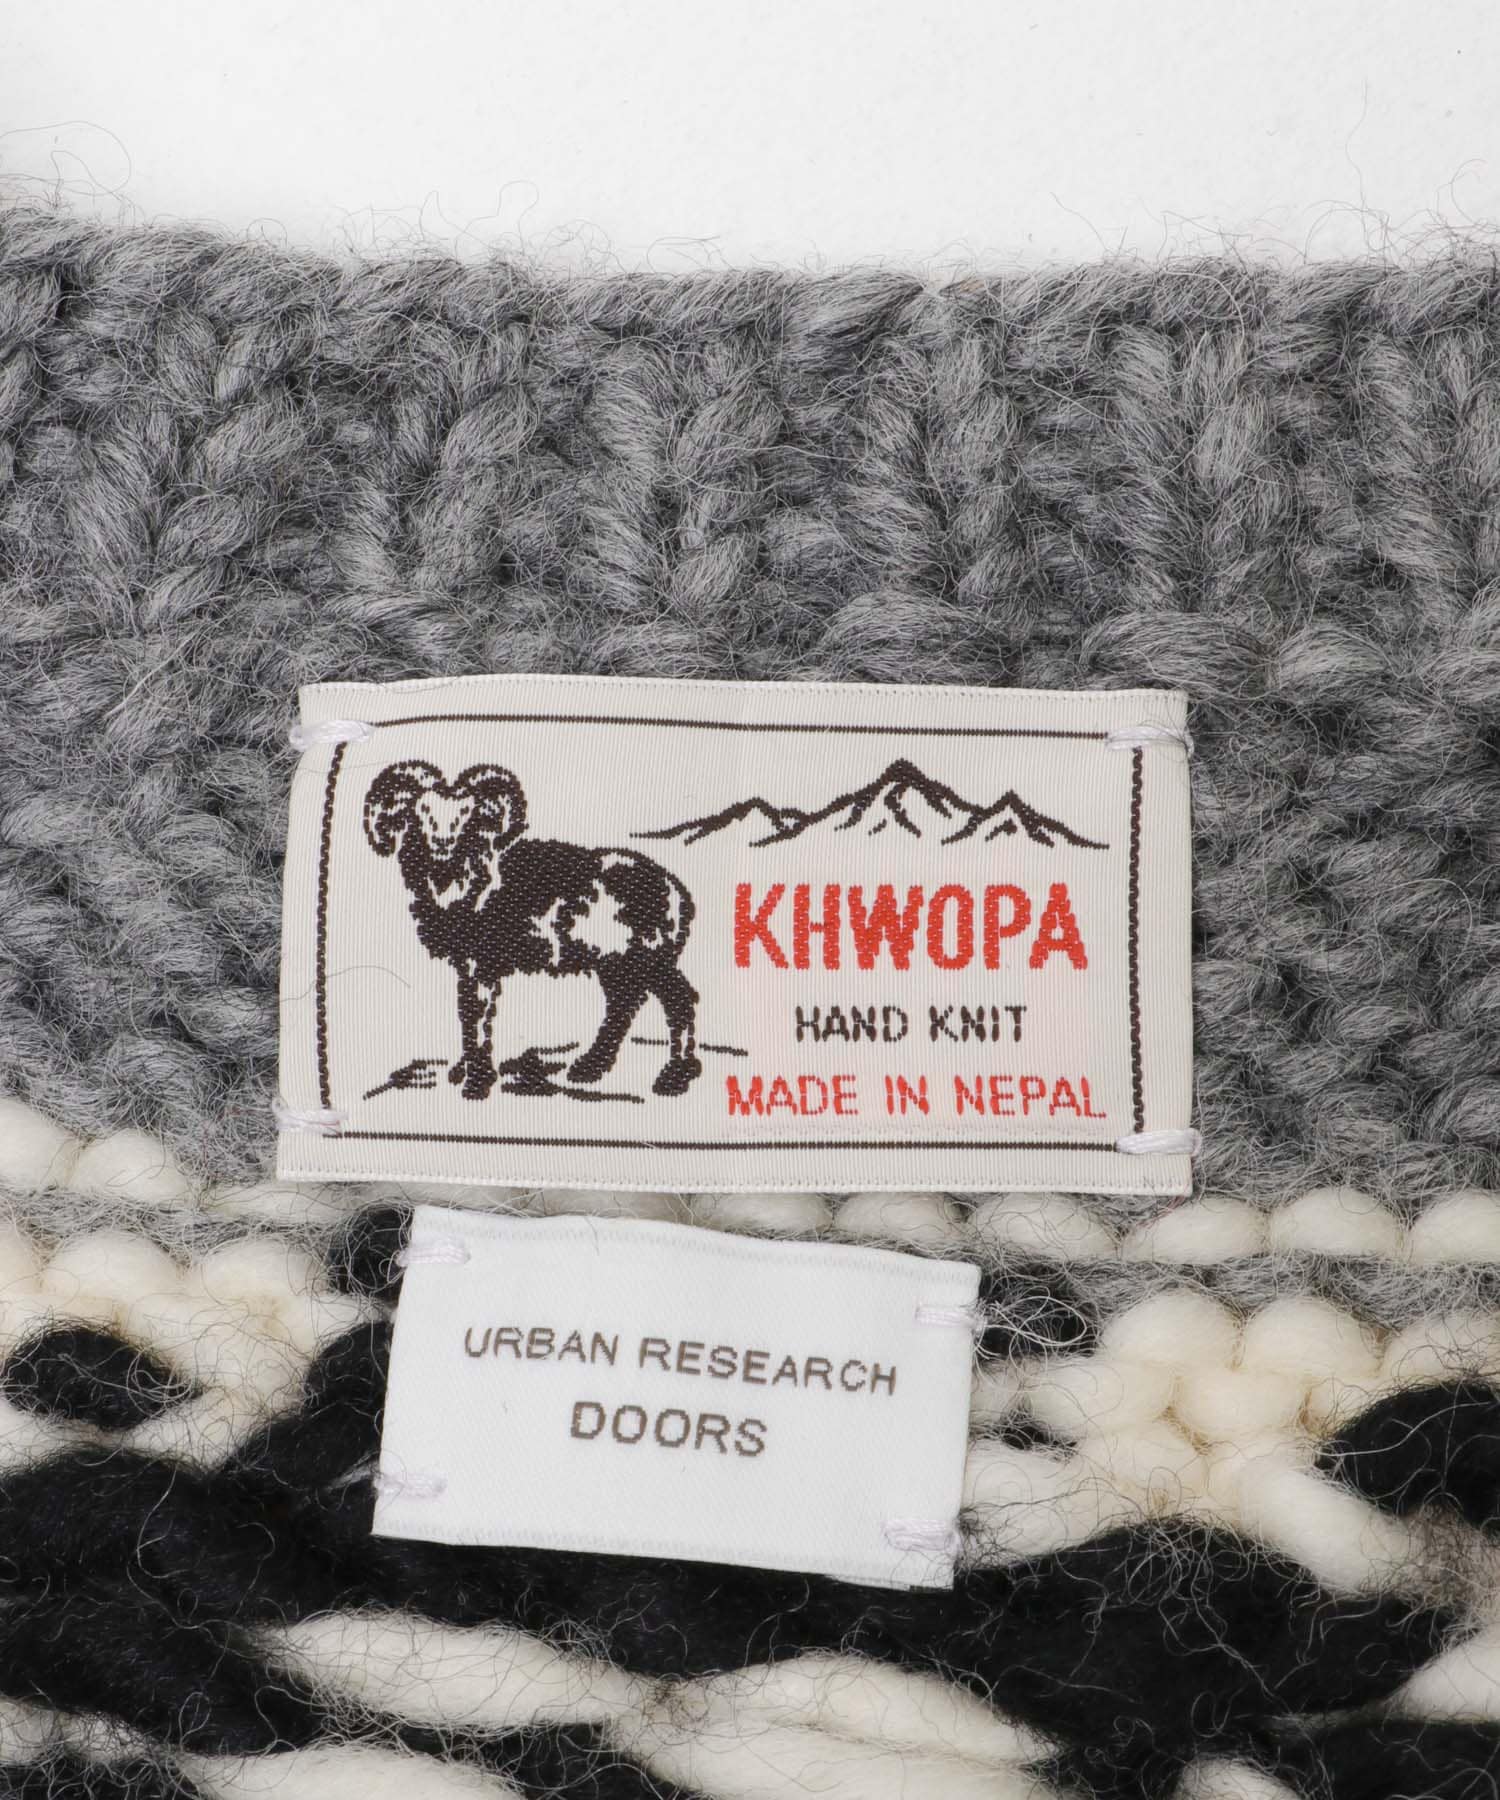 KHWOPA
HAND KNIT
MADE IN NEPAL
URBAN RESEARCH
DOORS